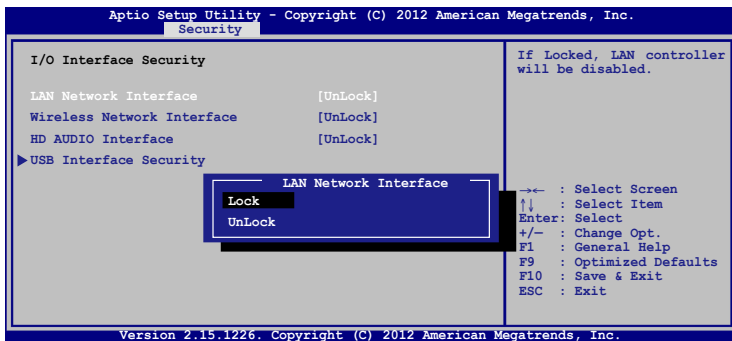 Aptio Setup Utility - Copyright (C) 2012 American Megatrends, Inc.
Security
I/O Interface Security
LAN Network Interface [UnLock]
Wireless Network Interface [UnLock]
HD AUDIO Interface [UnLock]
USB Interface Security
LAN Network Interface
Lock
UnLock
If Locked, LAN controller
will be disabled.
→← : Select Screen
↑↓ : Select Item
Enter: Select
+/— : Change Opt.
F1 : General Help
F9 : Optimized Defaults
F10 : Save & Exit
ESC : Exit
Version 2.15.1226. Copyright (C) 2012 American Megatrends, Inc.